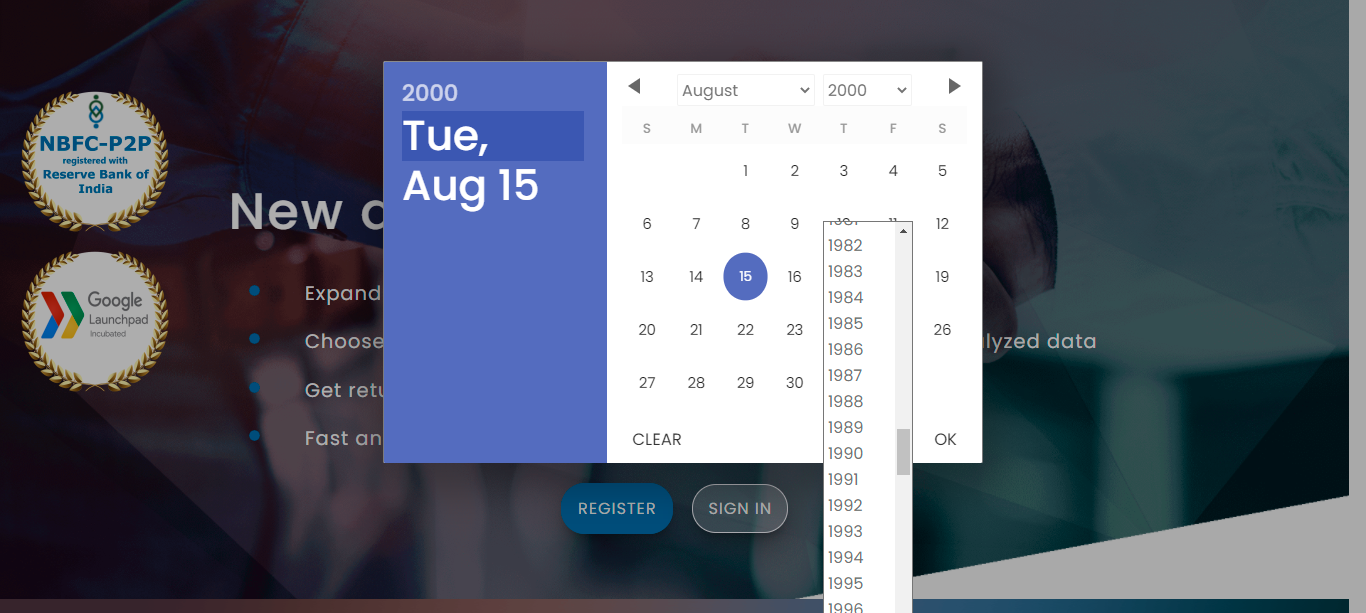 NBFC-P2P
registered with
Reserve Bank of
India
Google
Launchpad
Incubated
New
Expand
Choose
lyzed data
Get retu
Fast an
2000
Tue,
Aug 15
August 2000
S M T W T F S
1 2 3 4 5
6 7 8 9 12
13 14 15 16 19
20 21 22 23 26
27 28 29 30
CLEAR OK
1982
1983
1984
1985
1986
1987
1988
1989
1990
1991
1992
1993
1994
1995
1996
REGISTER SIGN IN